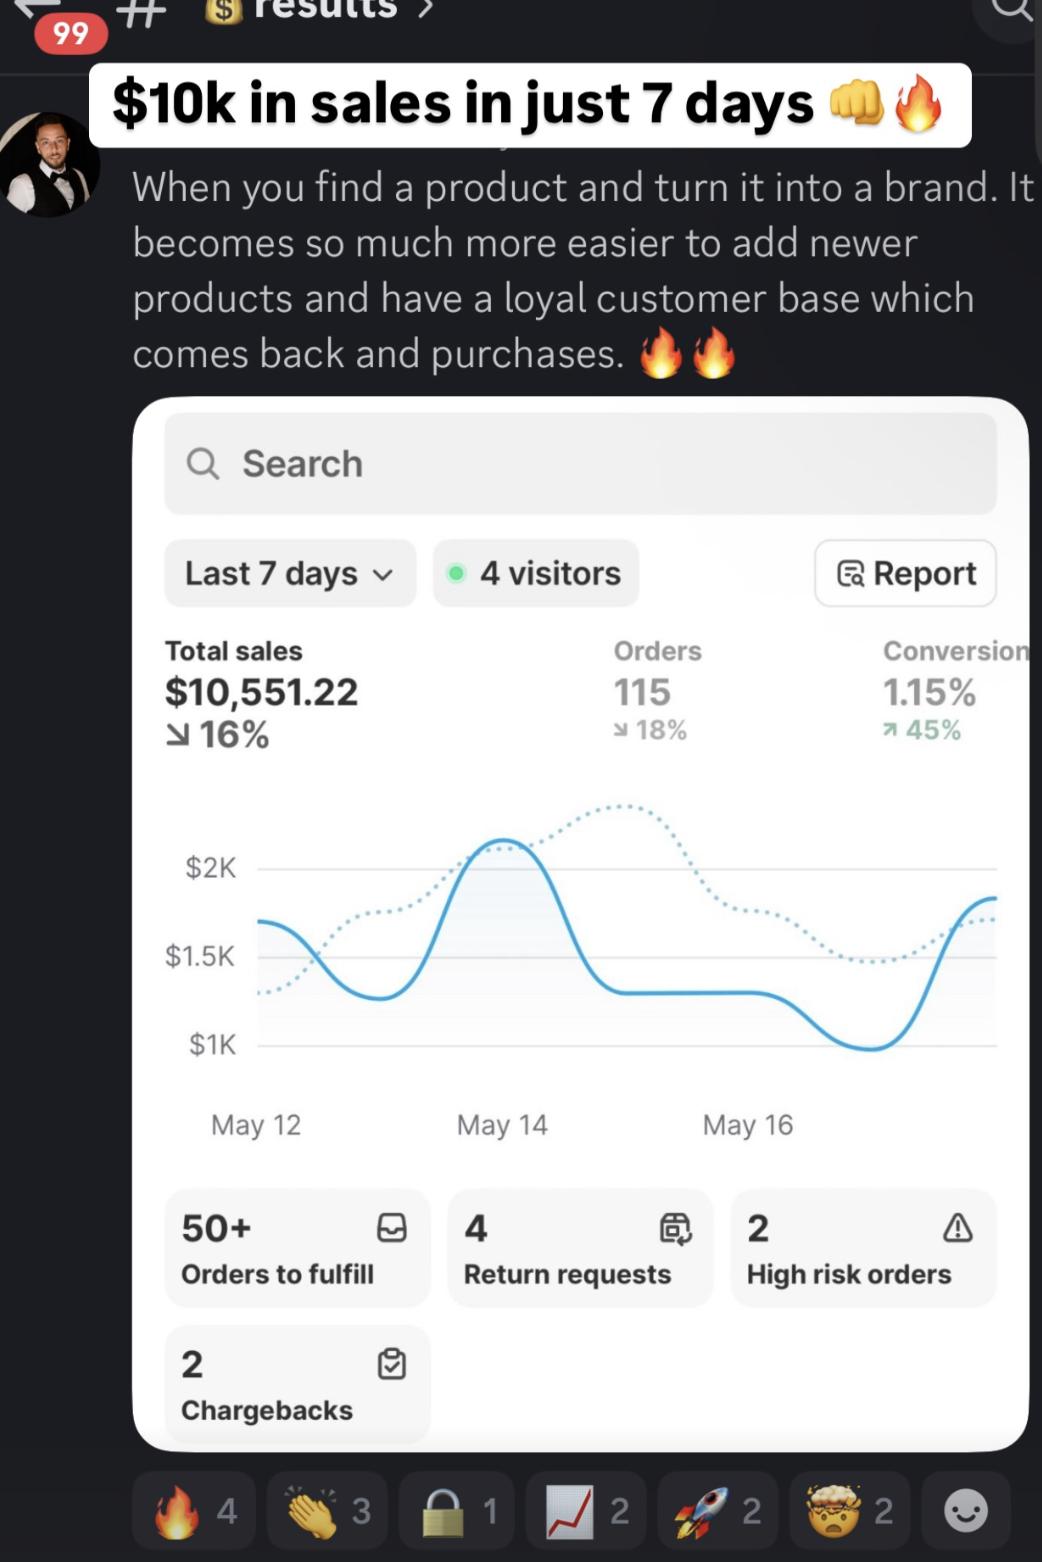 99
# 💰 results >
$10k in sales in just 7 days 👊🔥
When you find a product and turn it into a brand. It
becomes so much more easier to add newer
products and have a loyal customer base which
comes back and purchases. 🔥🔥
Search
Last 7 days
4 visitors
Report
Total sales
Orders
Conversion
$10,551.22
115
1.15%
↘ 16%
↘ 18%
↗ 45%
$2K
$1.5K
$1K
May 12
May 14
May 16
50+
Orders to fulfill
4
Return requests
2
High risk orders
2
Chargebacks
🔥 4
👏 3
🔒 1
📈 2
🚀 2
🤯 2